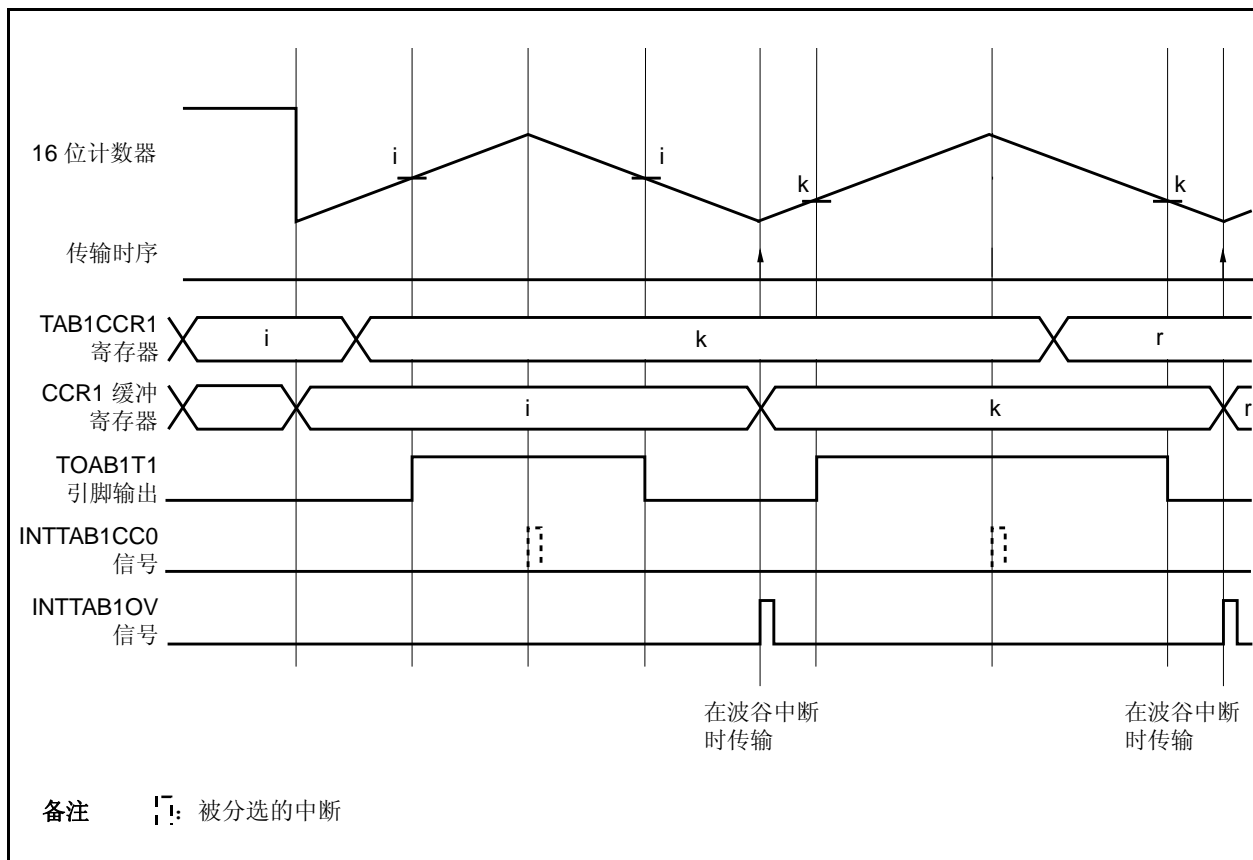 16 位计数器
i
i
k
k
传输时序
TAB1CCR1
寄存器
i
k
r
CCR1 缓冲
寄存器
i
k
r
TOAB1T1
引脚输出
INTTAB1CC0
信号
INTTAB1OV
信号
在波谷中断
时传输
在波谷中断
时传输
备注 : 被分选的中断